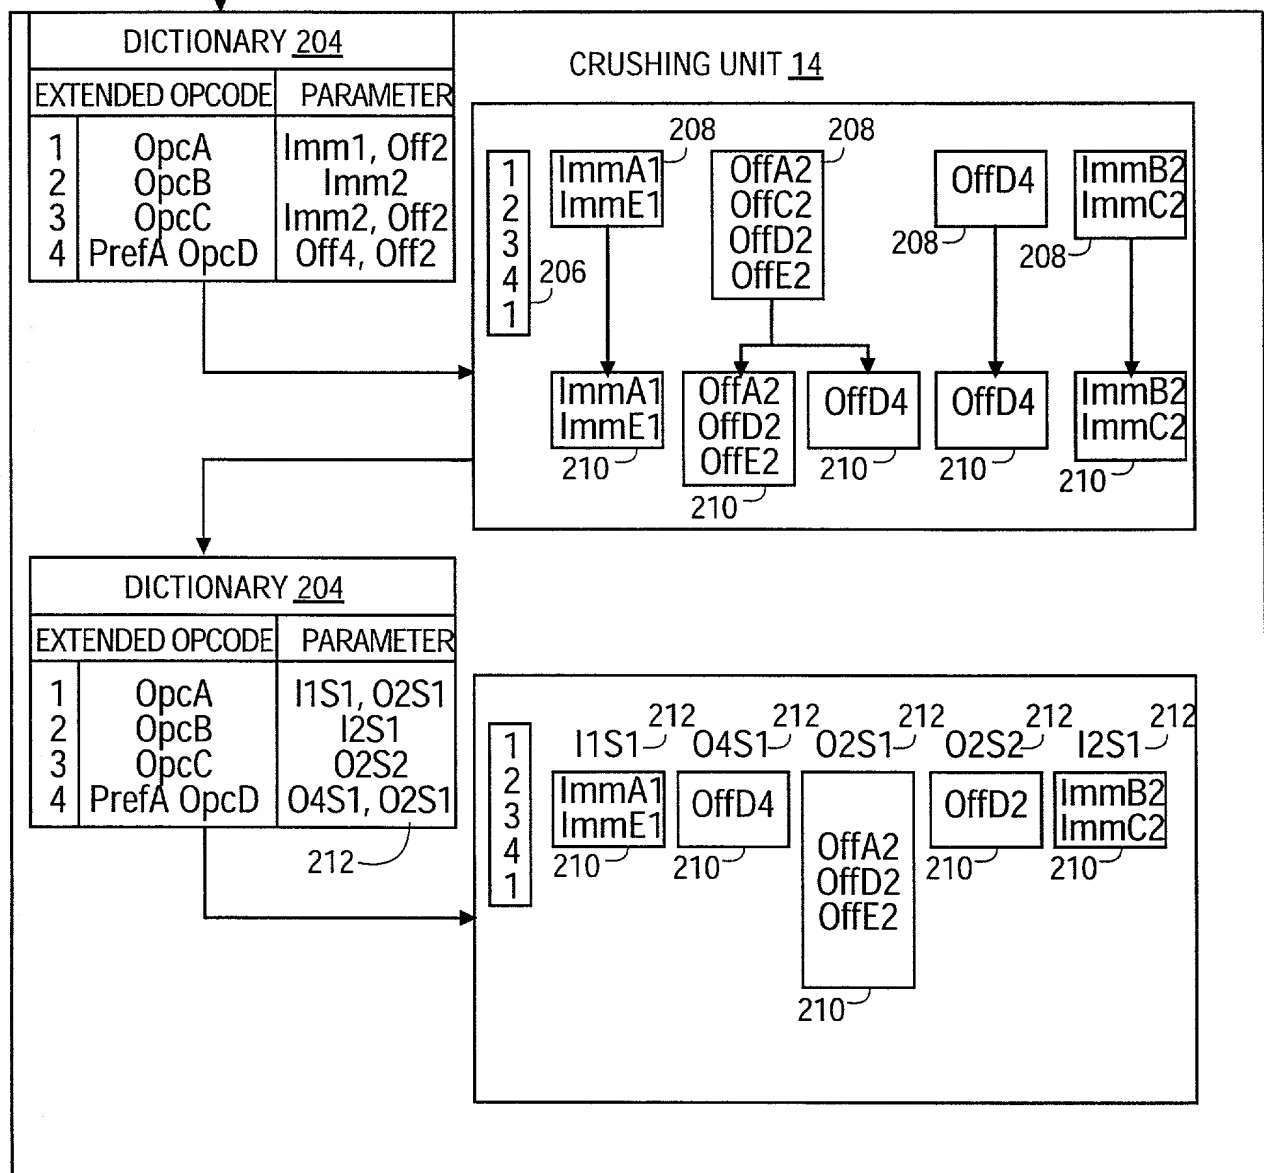 DICTIONARY 204
EXTENDED OPCODE PARAMETER
1 OpcA Imm1, Off2
2 OpcB Imm2
3 OpcC Imm2, Off2
4 PrefA OpcD Off4, Off2
CRUSHING UNIT 14
208 208
1 ImmA1 OffA2 OffD4 ImmB2
2 ImmE1 OffC2 ImmC2
3 OffD2 208 208
4 OffE2
1 206
ImmA1 OffA2 OffD4 OffD4 ImmB2
ImmE1 OffD2 ImmC2
210 OffE2 210 210 210
210
DICTIONARY 204
EXTENDED OPCODE PARAMETER
1 OpcA I1S1, O2S1
2 OpcB I2S1
3 OpcC O2S2
4 PrefA OpcD O4S1, O2S1
212
212 212 212 212 212
1 I1S1 O4S1 O2S1 O2S2 I2S1
2 ImmA1 OffD4 OffD2 ImmB2
3 ImmE1 ImmC2
4 OffA2
1 OffD2
OffE2
210 210 210 210
210